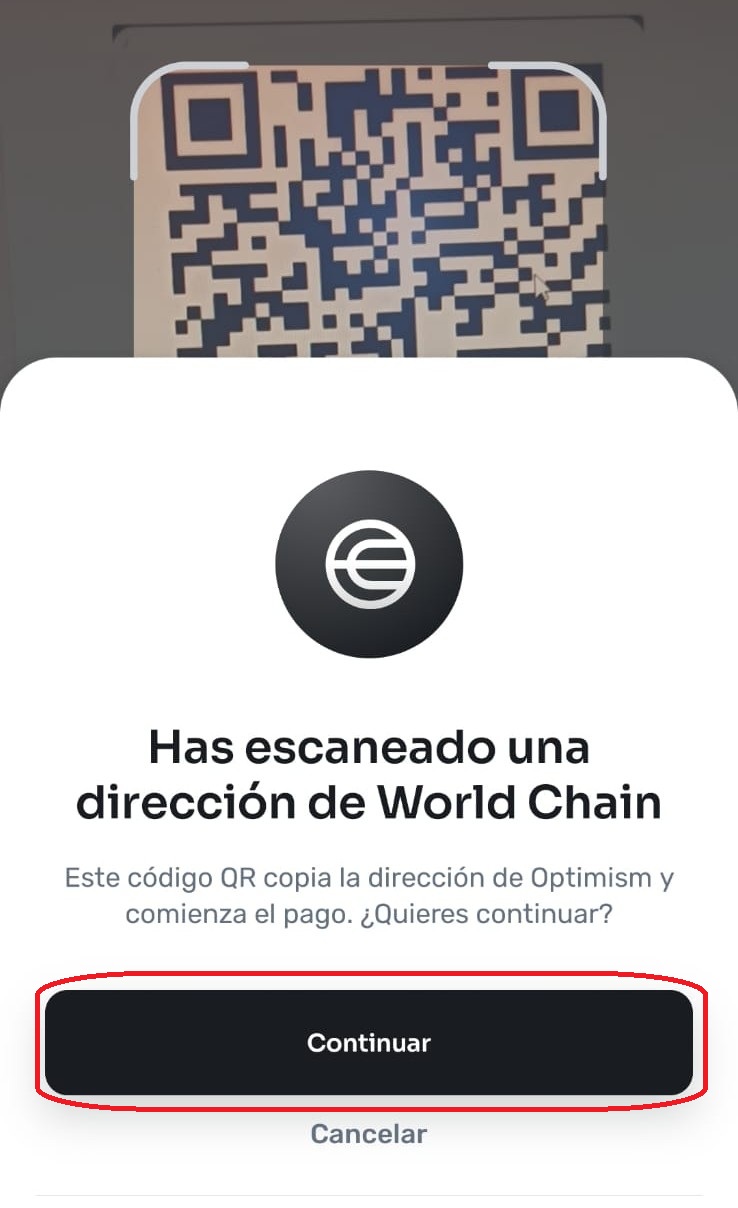 Has escaneado una
dirección de World Chain
Este código QR copia la dirección de Optimism y
comienza el pago. ¿Quieres continuar?
Continuar
Cancelar